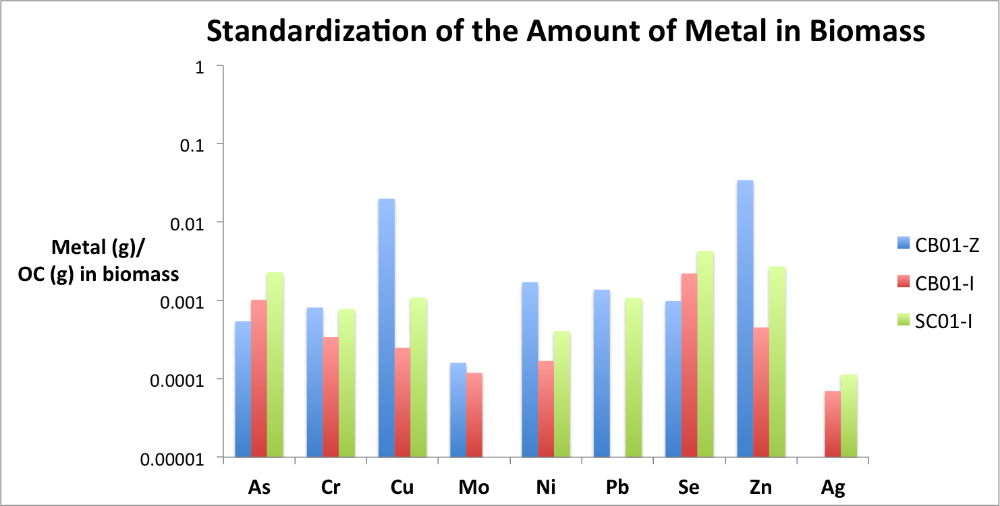 Standardization of the Amount of Metal in Biomass
1
0.1
0.01
0.001
0.0001
0.00001
Metal (g)/
OC (g) in biomass
As Cr Cu Mo Ni Pb Se Zn Ag
CB01-Z
CB01-I
SC01-I